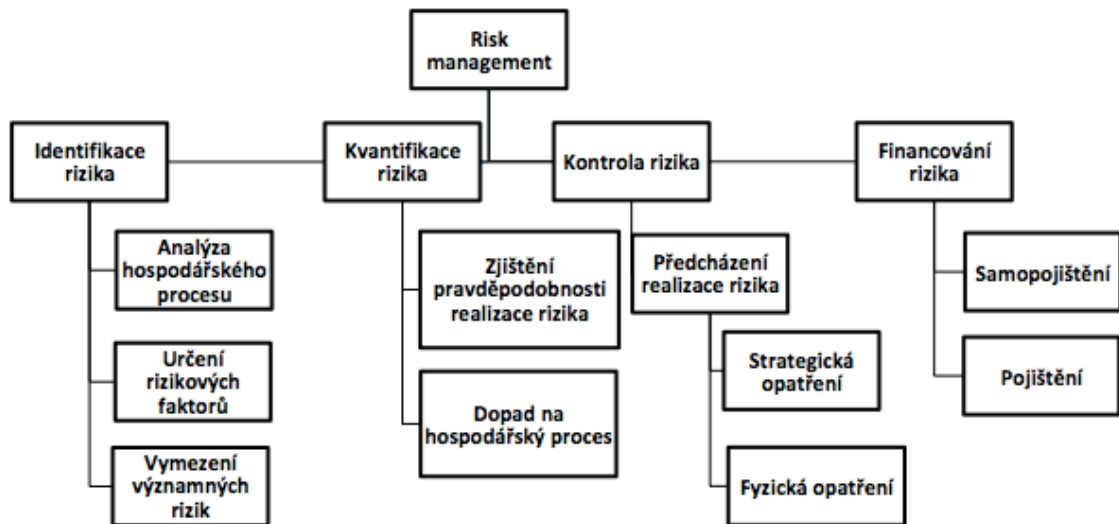 Risk
management
Identifikace
rizika
Kvantifikace
rizika
Kontrola rizika
Financování
rizika
Analýza
hospodářského
procesu
Určení
rizikových
faktorů
Vymezení
významných
rizik
Zjištění
pravděpodobnosti
realizace rizika
Dopad na
hospodářský proces
Předcházení
realizace rizika
Strategická
opatření
Fyzická opatření
Samopojištění
Pojištění